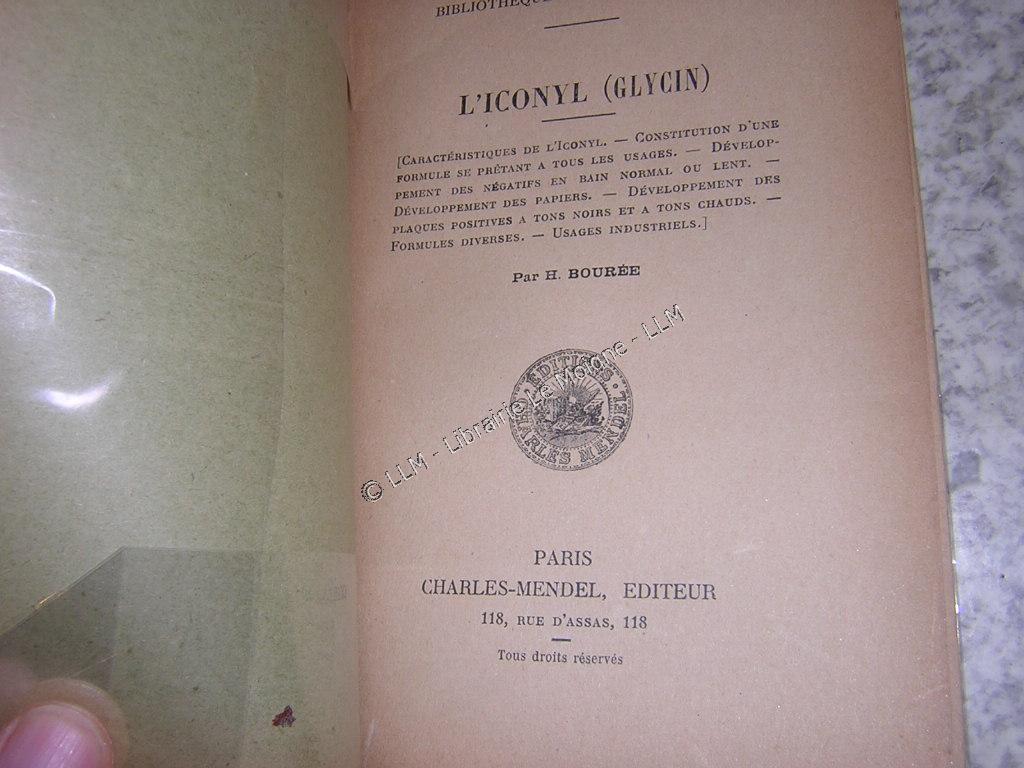 BIBLIOTHÈQUE
L'ICONYL (GLYCIN)
[CARACTÉRISTIQUES DE L'ICONYL. — CONSTITUTION D'UNE
FORMULE SE PRÊTANT A TOUS LES USAGES. — DÉVELOP-
PEMENT DES NÉGATIFS EN BAIN NORMAL OU LENT. —
DÉVELOPPEMENT DES PAPIERS. — DÉVELOPPEMENT DES
PLAQUES POSITIVES A TONS NOIRS ET A TONS CHAUDS. —
FORMULES DIVERSES. — USAGES INDUSTRIELS.]
Par H. BOURÉE
ÉDITIONS
CHARLES MENDEL
© LLM - Librairie Le Motone - LLM
PARIS
CHARLES-MENDEL, EDITEUR
118, RUE D'ASSAS, 118
Tous droits réservés